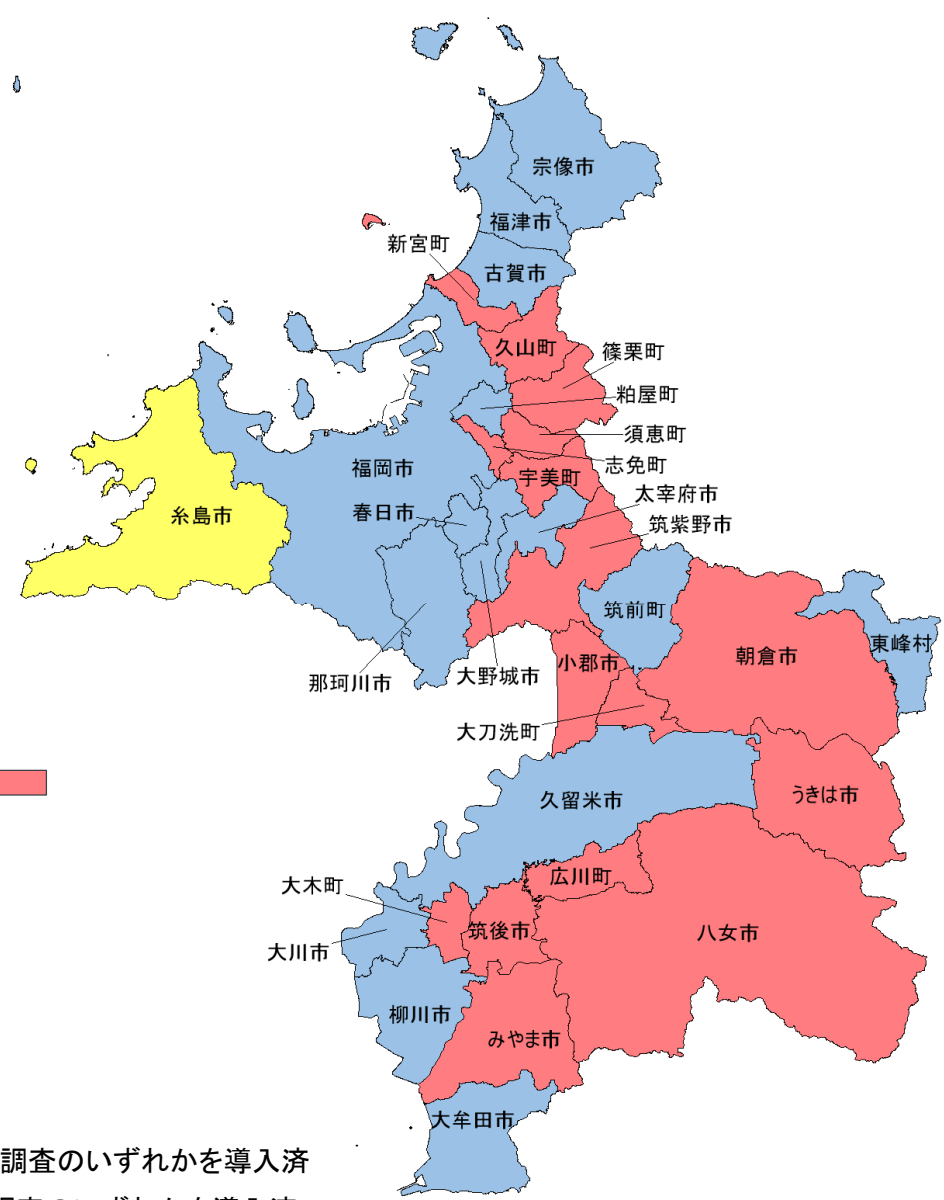 宗像市
福津市
新宮町
古賀市
久山町
篠栗町
粕屋町
須恵町
志免町
福岡市
宇美町
太宰府市
春日市
糸島市
筑紫野市
筑前町
朝倉市
東峰村
小郡市
那珂川市
大野城市
大刀洗町
久留米市
うきは市
広川町
大木町
筑後市
八女市
大川市
柳川市
みやま市
大牟田市
調査のいずれかを導入済